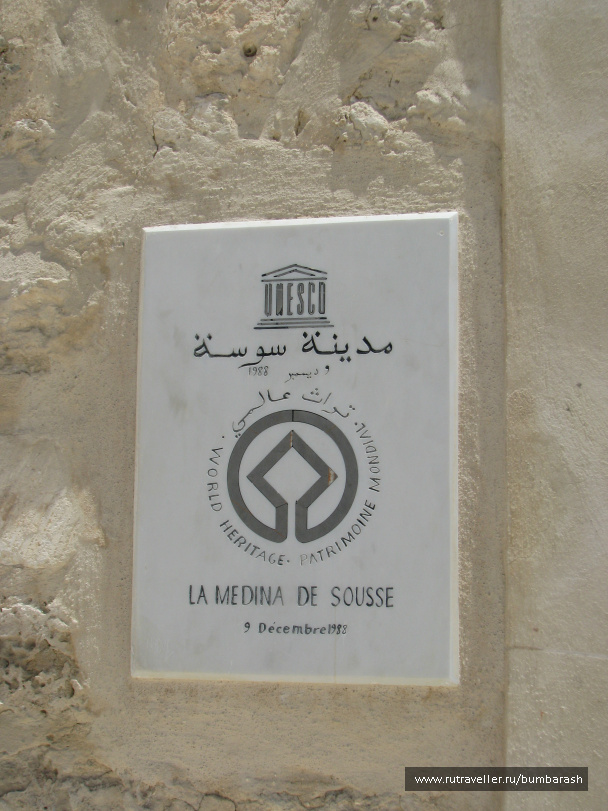 UNESCO
مدينة سوسة
9 ديسمبر 1988
تراث عالمي
· WORLD HERITAGE · PATRIMOINE MONDIAL ·
LA MEDINA DE SOUSSE
9 Décembre 1988
www.rutraveller.ru/bumbarash